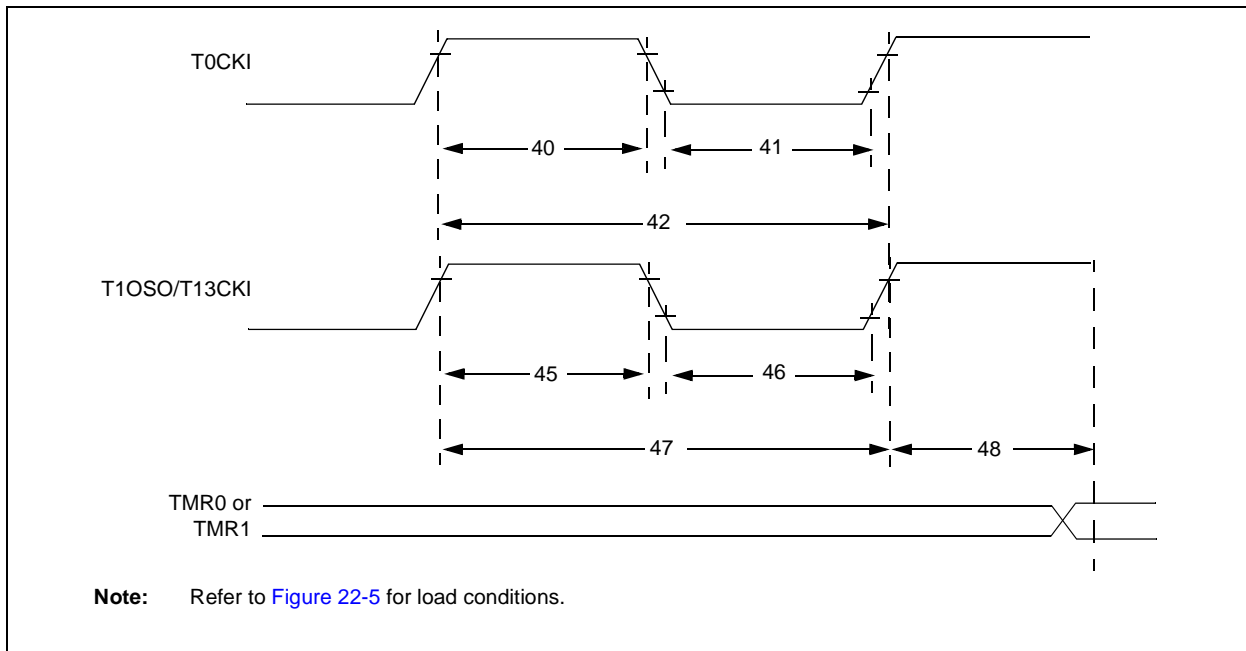 T0CKI
40
41
42
T1OSO/T13CKI
45
46
47
48
TMR0 or
TMR1
Note: Refer to Figure 22-5 for load conditions.